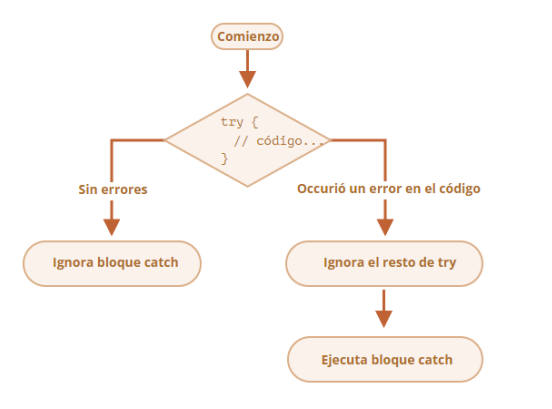 Comienzo
try {
// código...
}
Sin errores
Occurió un error en el código
Ignora bloque catch
Ignora el resto de try
Ejecuta bloque catch